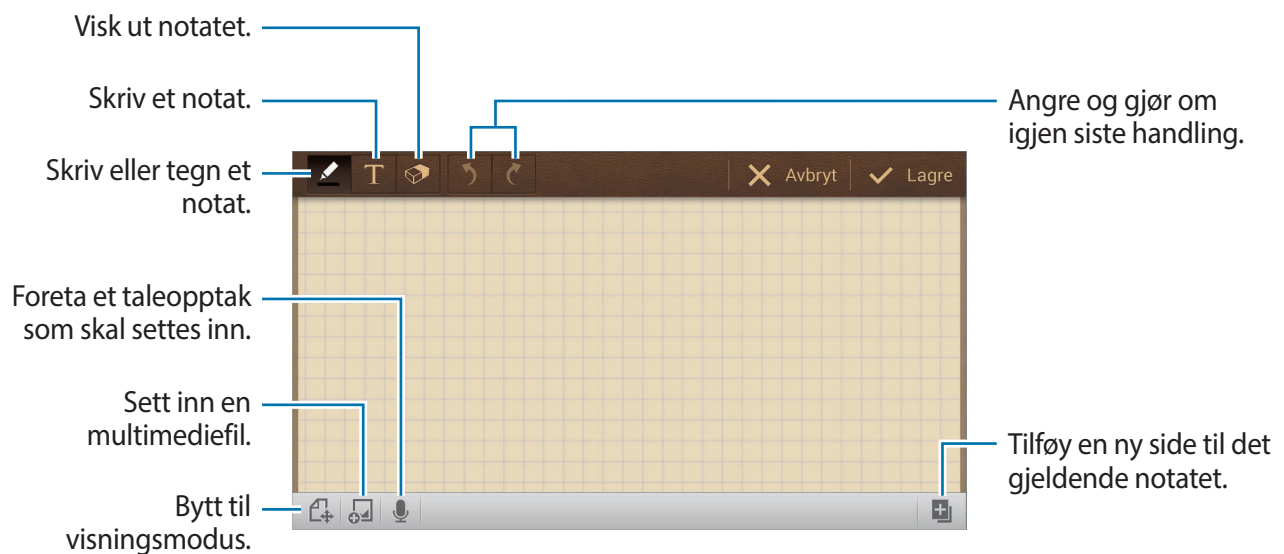 Visk ut notatet.
Skriv et notat.
Skriv eller tegn et
notat.
Foreta et taleopptak
som skal settes inn.
Sett inn en
multimediefil.
Bytt til
visningsmodus.
T
Avbryt
Lagre
Angre og gjør om
igjen siste handling.
Tilføy en ny side til det
gjeldende notatet.